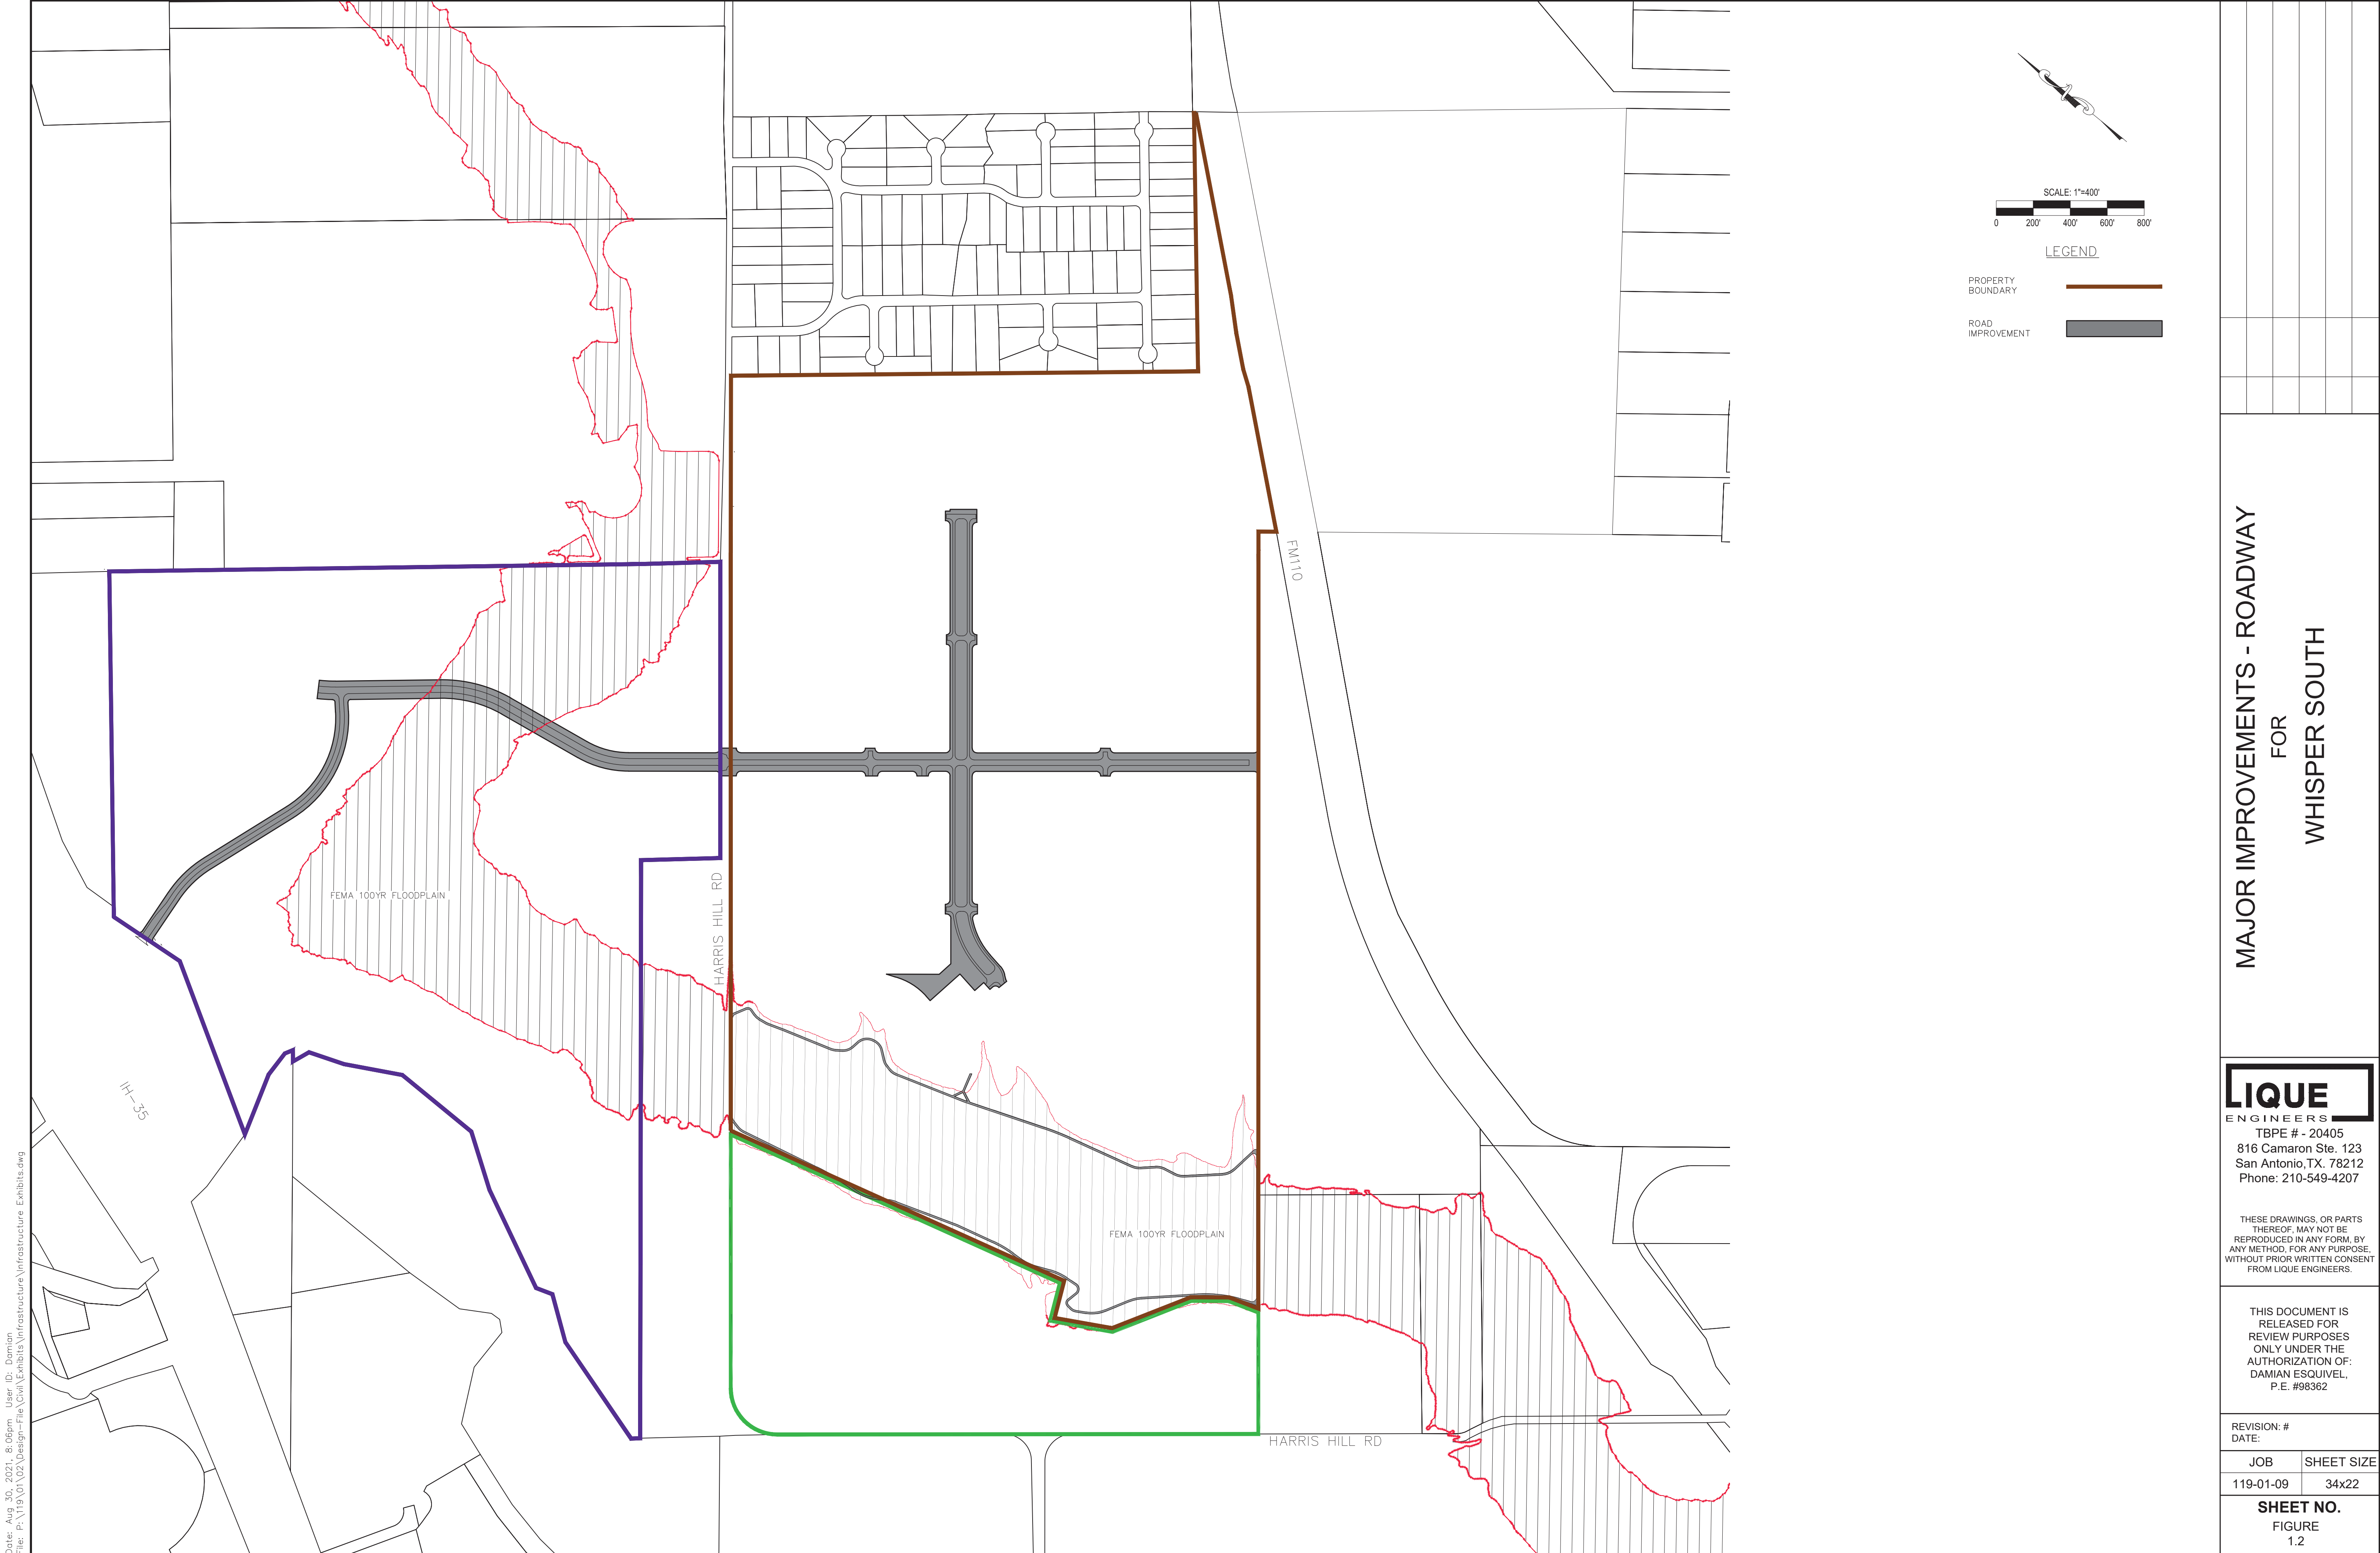 SCALE: 1"=400'
0 200' 400' 600' 800'
LEGEND
PROPERTY
BOUNDARY
ROAD
IMPROVEMENT
FM110
FEMA 100YR FLOODPLAIN
HARRIS HILL RD
IH-35
FEMA 100YR FLOODPLAIN
HARRIS HILL RD
Date: Aug 30, 2021, 8:06pm User ID: Damian
File: P:\119\01\02\Design-File\Civil\Exhibits\Infrastructure\Infrastructure Exhibits.dwg
MAJOR IMPROVEMENTS - ROADWAY
FOR
WHISPER SOUTH
LIQUE
ENGINEERS
TBPE # - 20405
816 Camaron Ste. 123
San Antonio,TX. 78212
Phone: 210-549-4207
THESE DRAWINGS, OR PARTS
THEREOF, MAY NOT BE
REPRODUCED IN ANY FORM, BY
ANY METHOD, FOR ANY PURPOSE,
WITHOUT PRIOR WRITTEN CONSENT
FROM LIQUE ENGINEERS.
THIS DOCUMENT IS
RELEASED FOR
REVIEW PURPOSES
ONLY UNDER THE
AUTHORIZATION OF:
DAMIAN ESQUIVEL,
P.E. #98362
REVISION: #
DATE:
JOB SHEET SIZE
119-01-09 34x22
SHEET NO.
FIGURE
1.2